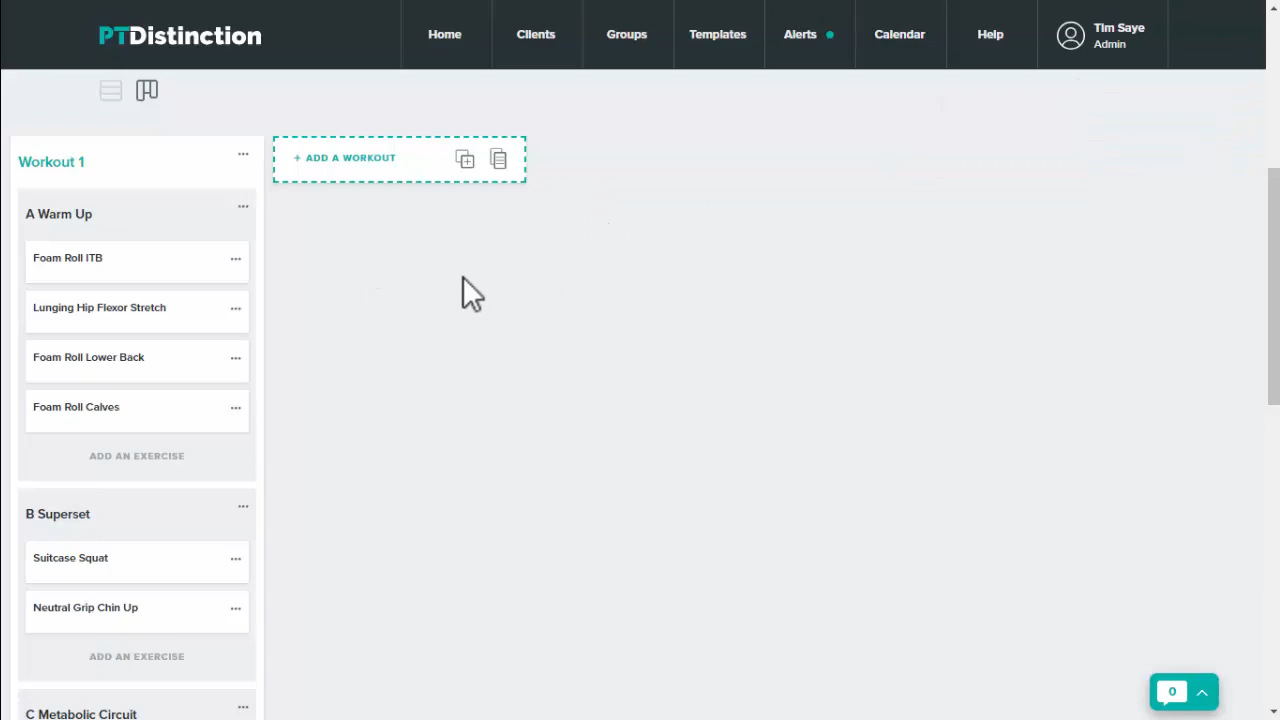 PTDistinction
Home
Clients
Groups
Templates
Alerts
Calendar
Help
Tim Saye
Admin
Workout 1
+ ADD A WORKOUT
A Warm Up
Foam Roll ITB
Lunging Hip Flexor Stretch
Foam Roll Lower Back
Foam Roll Calves
ADD AN EXERCISE
B Superset
Suitcase Squat
Neutral Grip Chin Up
ADD AN EXERCISE
C Metabolic Circuit
0